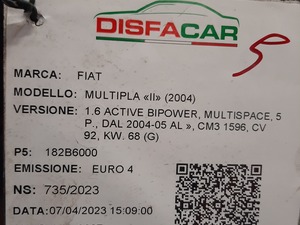 DISFACAR
MARCA: FIAT
MODELLO: MULTIPLA «II» (2004)
VERSIONE: 1.6 ACTIVE BIPOWER, MULTISPACE, 5
P., DAL 2004-05 AL », CM3 1596, CV
92, KW. 68 (G)
P5: 182B6000
EMISSIONE: EURO 4
NS: 735/2023
DATA:07/04/2023 15:09:00